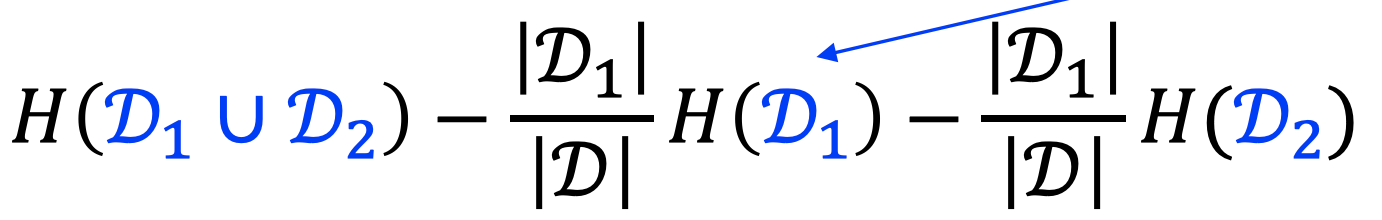 H(𝒟₁ ∪ 𝒟₂) − |𝒟₁|/|𝒟| H(𝒟₁) − |𝒟₁|/|𝒟| H(𝒟₂)